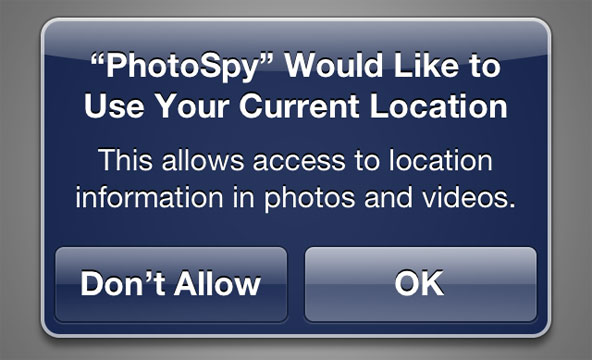 “PhotoSpy” Would Like to
Use Your Current Location
This allows access to location
information in photos and videos.
Don’t Allow
OK